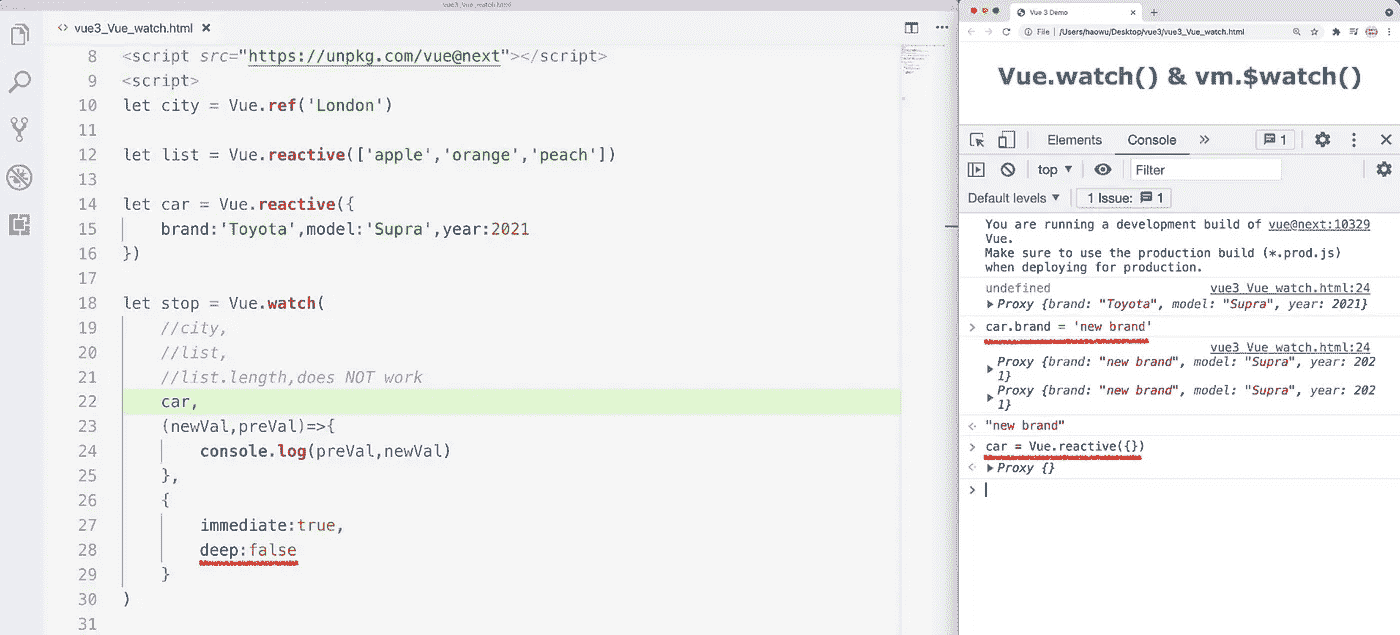 vue3_Vue_watch.html
vue3_Vue_watch.html
8 <script src="https://unpkg.com/vue@next"></script>
9 <script>
10 let city = Vue.ref('London')
11
12 let list = Vue.reactive(['apple','orange','peach'])
13
14 let car = Vue.reactive({
15 brand:'Toyota',model:'Supra',year:2021
16 })
17
18 let stop = Vue.watch(
19 //city,
20 //list,
21 //list.length,does NOT work
22 car,
23 (newVal,preVal)=>{
24 console.log(preVal,newVal)
25 },
26 {
27 immediate:true,
28 deep:false
29 }
30 )
31
Vue 3 Demo
File | /Users/haowu/Desktop/vue3/vue3_Vue_watch.html
Vue.watch() & vm.$watch()
Elements Console 1
top Filter
Default levels 1 Issue: 1
You are running a development build of vue@next:10329
Vue.
Make sure to use the production build (*.prod.js)
when deploying for production.
undefined vue3 Vue watch.html:24
Proxy {brand: "Toyota", model: "Supra", year: 2021}
> car.brand = 'new brand'
vue3 Vue watch.html:24
Proxy {brand: "new brand", model: "Supra", year: 202
1}
Proxy {brand: "new brand", model: "Supra", year: 202
1}
"new brand"
> car = Vue.reactive({})
Proxy {}
>